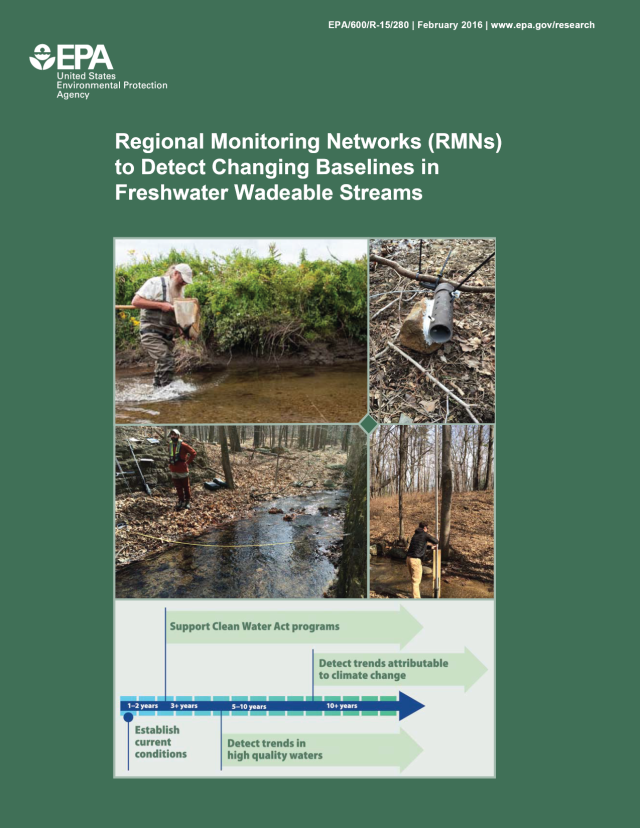 EPA/600/R-15/280 | February 2016 | www.epa.gov/research
EPA
United States
Environmental Protection
Agency
Regional Monitoring Networks (RMNs)
to Detect Changing Baselines in
Freshwater Wadeable Streams
Support Clean Water Act programs
Detect trends attributable
to climate change
1–2 years 3+ years 5–10 years 10+ years
Establish
current
conditions
Detect trends in
high quality waters